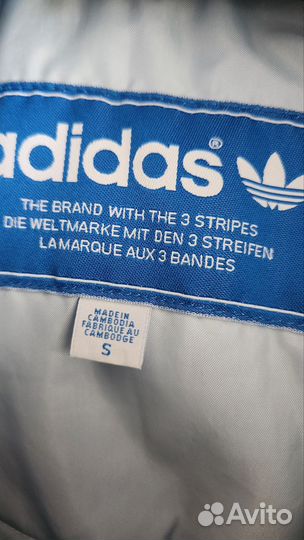 adidas®
THE BRAND WITH THE 3 STRIPES
DIE WELTMARKE MIT DEN 3 STREIFEN
LA MARQUE AUX 3 BANDES
MADE IN
CAMBODIA
FABRIQUÉ AU
CAMBODGE
S
Avito